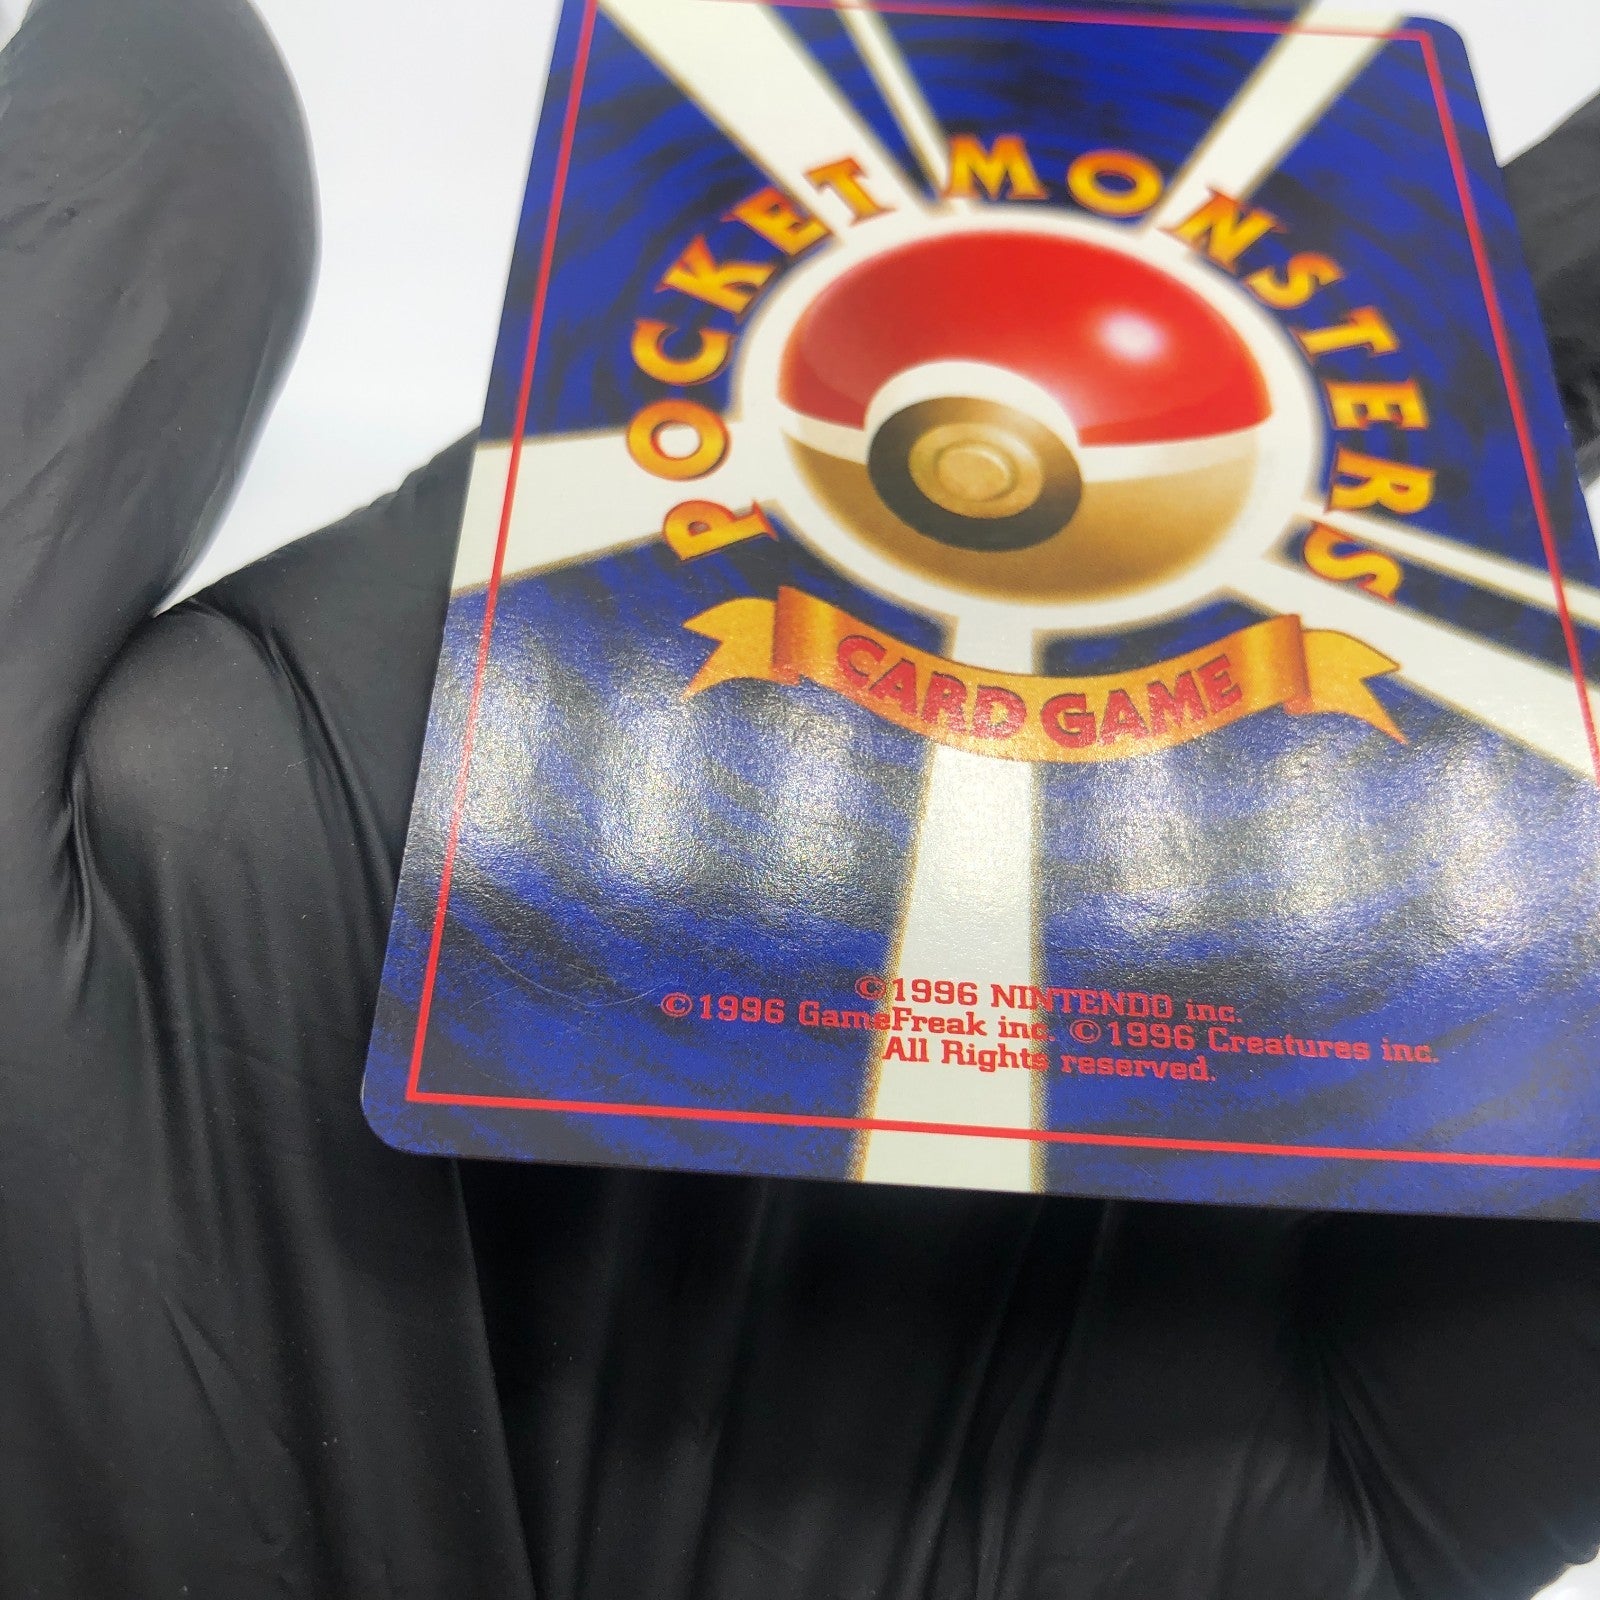 POCKET MONSTERS
CARD GAME
©1996 NINTENDO inc.
©1996 GameFreak inc. ©1996 Creatures inc.
All Rights reserved.